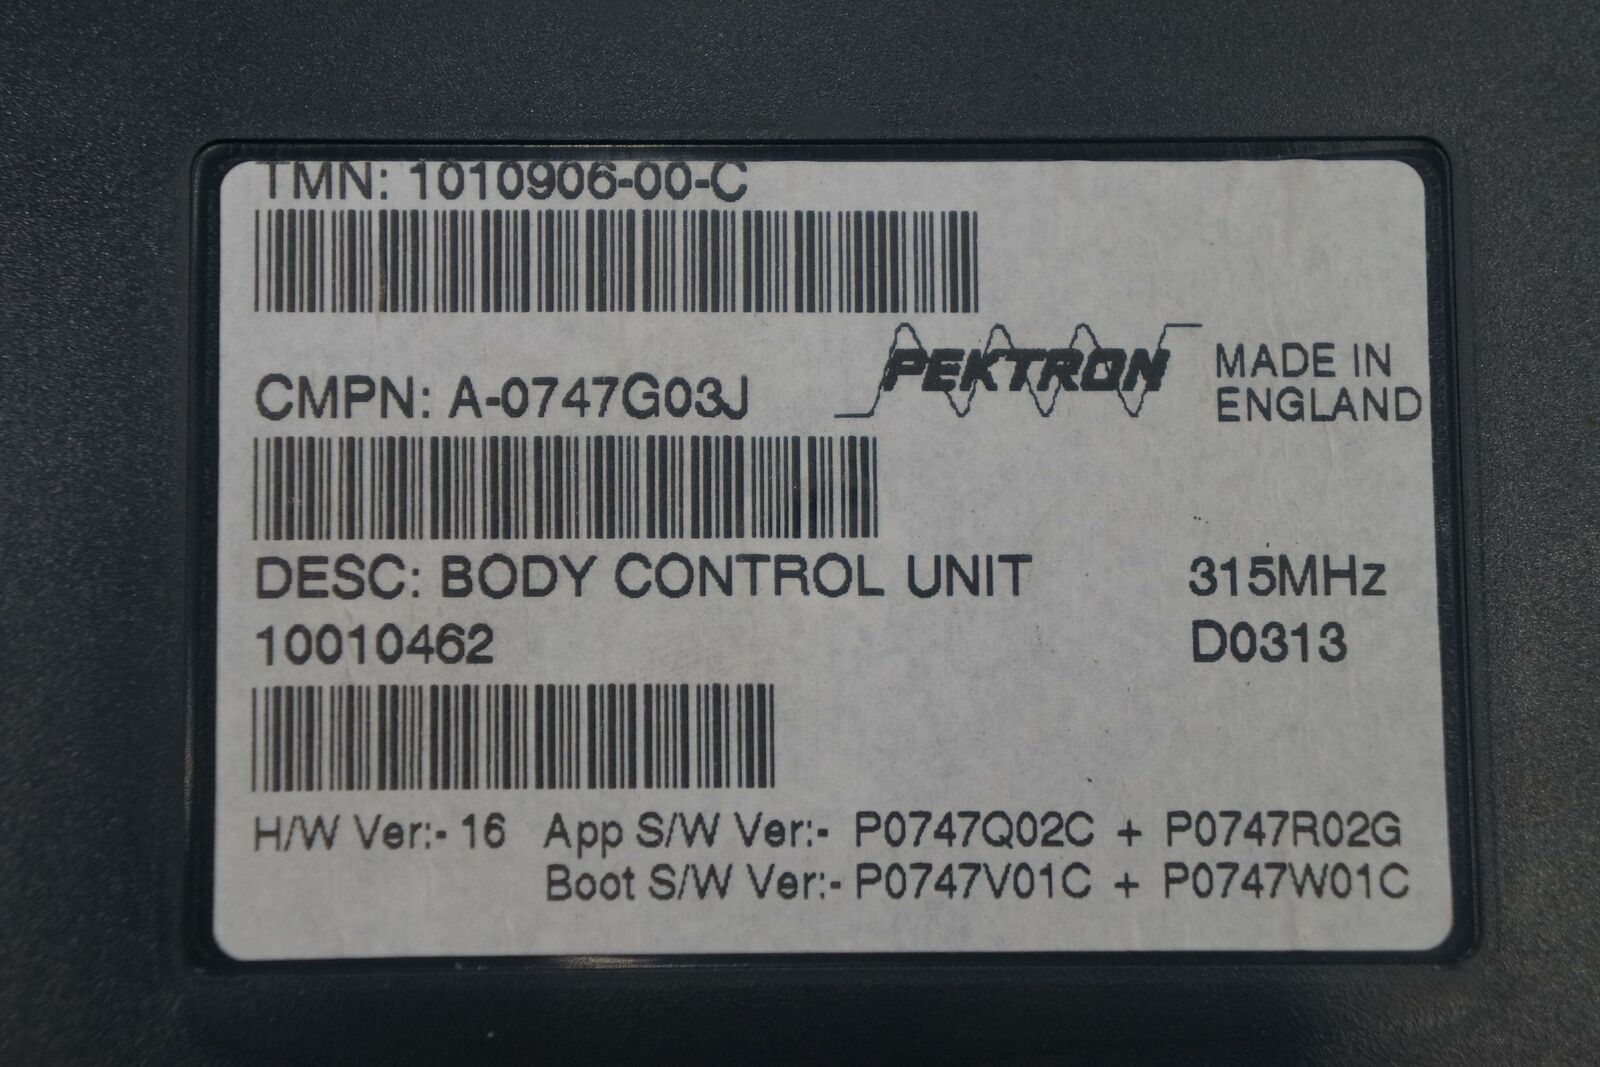 TMN: 1010906-00-C
CMPN: A-0747G03J
PEKTRON
MADE IN
ENGLAND
DESC: BODY CONTROL UNIT 315MHz
10010462 D0313
H/W Ver:- 16 App S/W Ver:- P0747Q02C + P0747R02G
Boot S/W Ver:- P0747V01C + P0747W01C